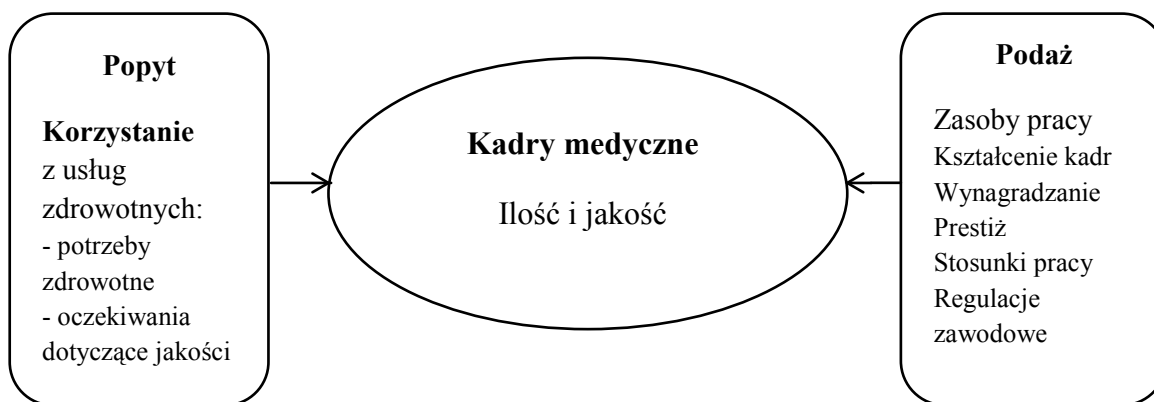 Popyt
Korzystanie
z usług
zdrowotnych:
- potrzeby
zdrowotne
- oczekiwania
dotyczące jakości
Kadry medyczne
Ilość i jakość
Podaż
Zasoby pracy
Kształcenie kadr
Wynagradzanie
Prestiż
Stosunki pracy
Regulacje
zawodowe